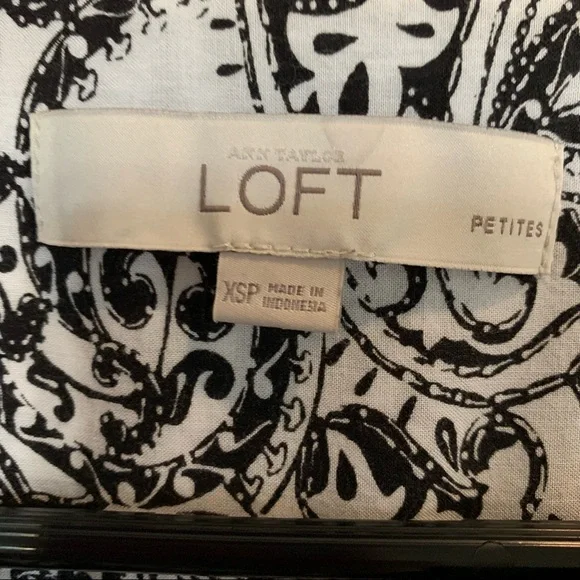 ANN TAYLOR
LOFT
PETITES
XSP MADE IN
INDONESIA